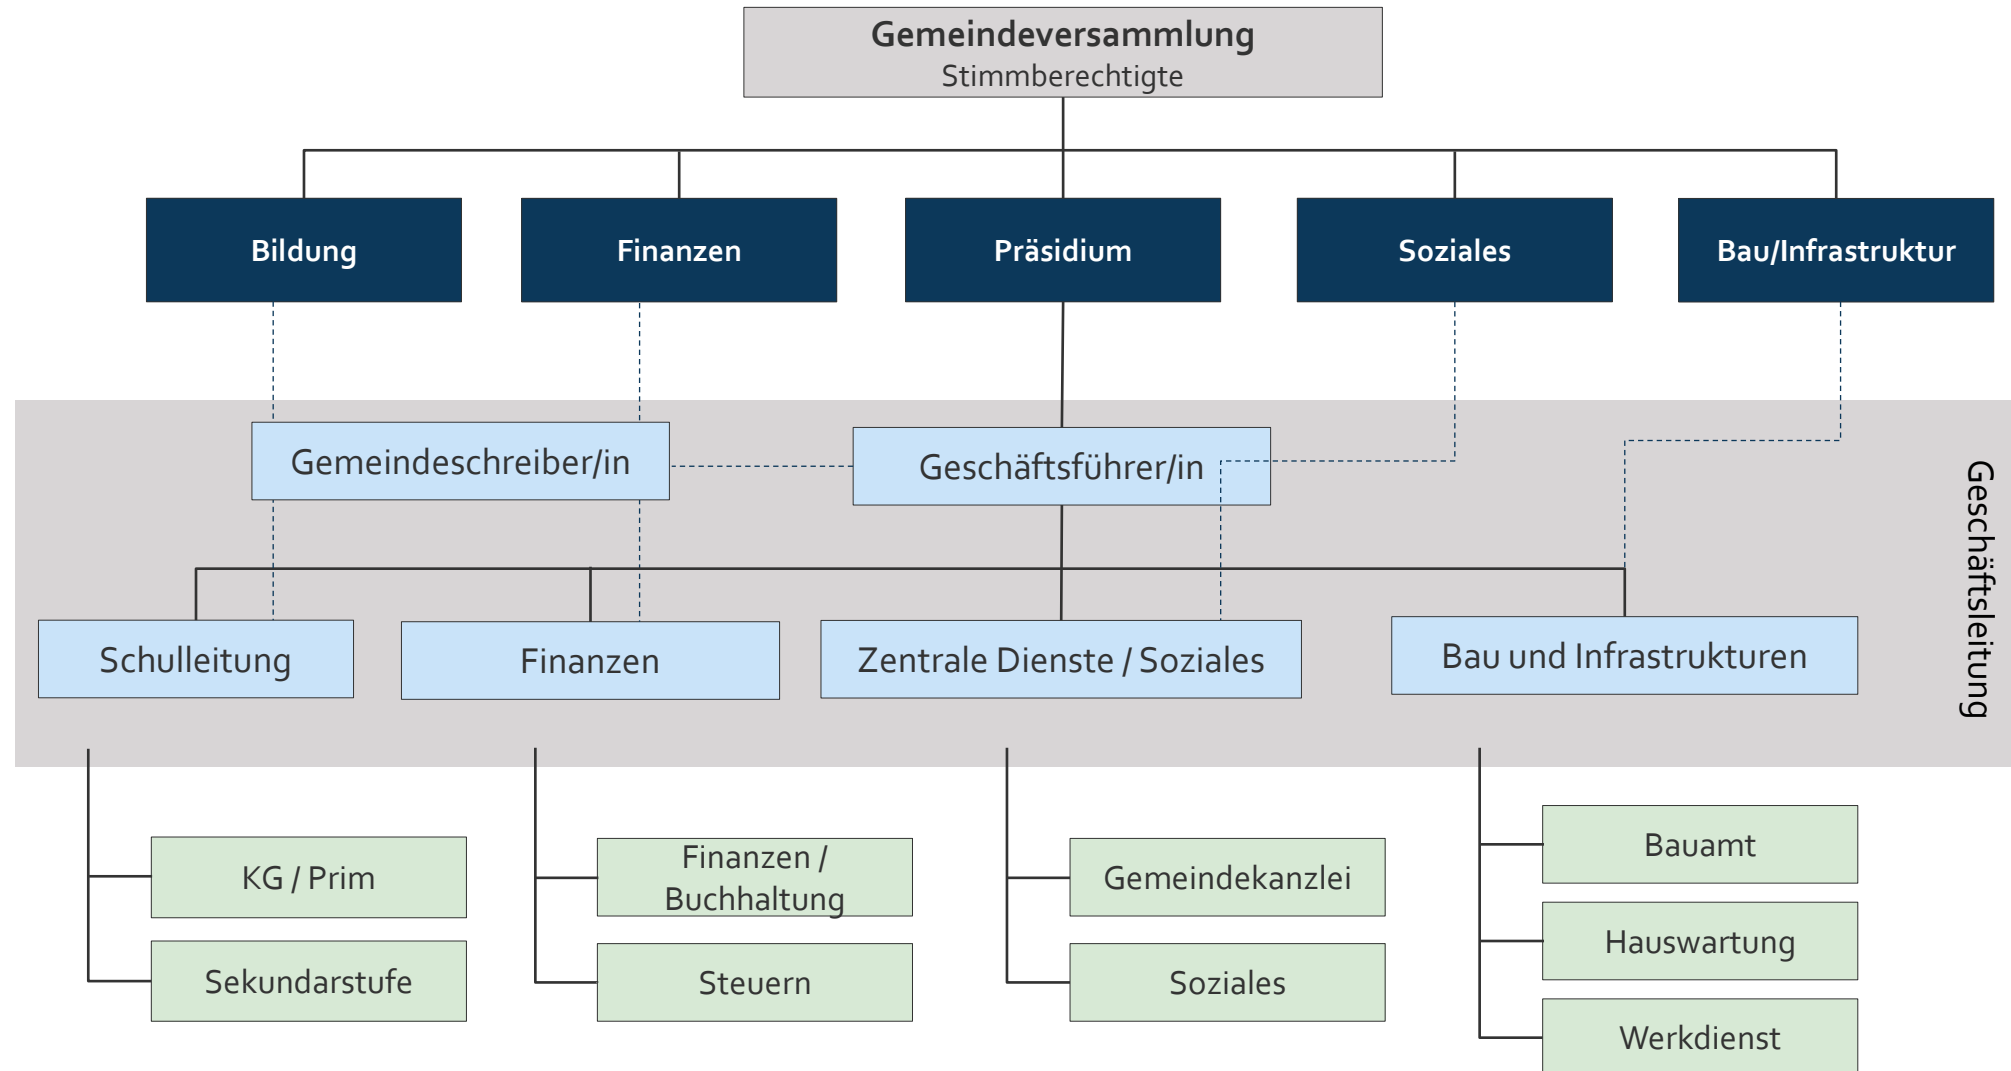 Gemeindeversammlung
Stimmberechtigte
Bildung
Finanzen
Präsidium
Soziales
Bau/Infrastruktur
Gemeindeschreiber/in
Geschäftsführer/in
Geschäftsleitung
Schulleitung
Finanzen
Zentrale Dienste / Soziales
Bau und Infrastrukturen
KG / Prim
Sekundarstufe
Finanzen /
Buchhaltung
Steuern
Gemeindekanzlei
Soziales
Bauamt
Hauswartung
Werkdienst